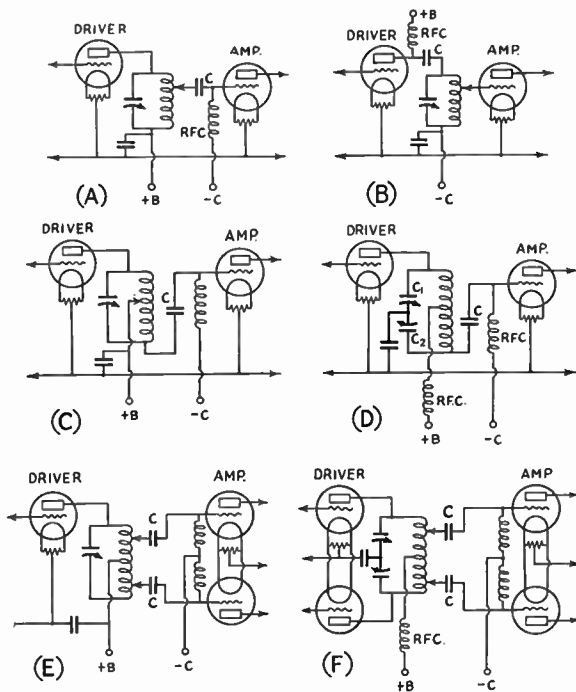 DRIVER
AMP.
C
RFC
+B
-C
(A)
+B
RFC
DRIVER
C
AMP.
-C
(B)
DRIVER
AMP.
C
+B
-C
(C)
DRIVER
AMP.
C1
C2
C
RFC
RFC.
+B
-C
(D)
DRIVER
AMP.
C
C
+B
-C
(E)
DRIVER
AMP
C
C
RFC.
+B
-C
(F)